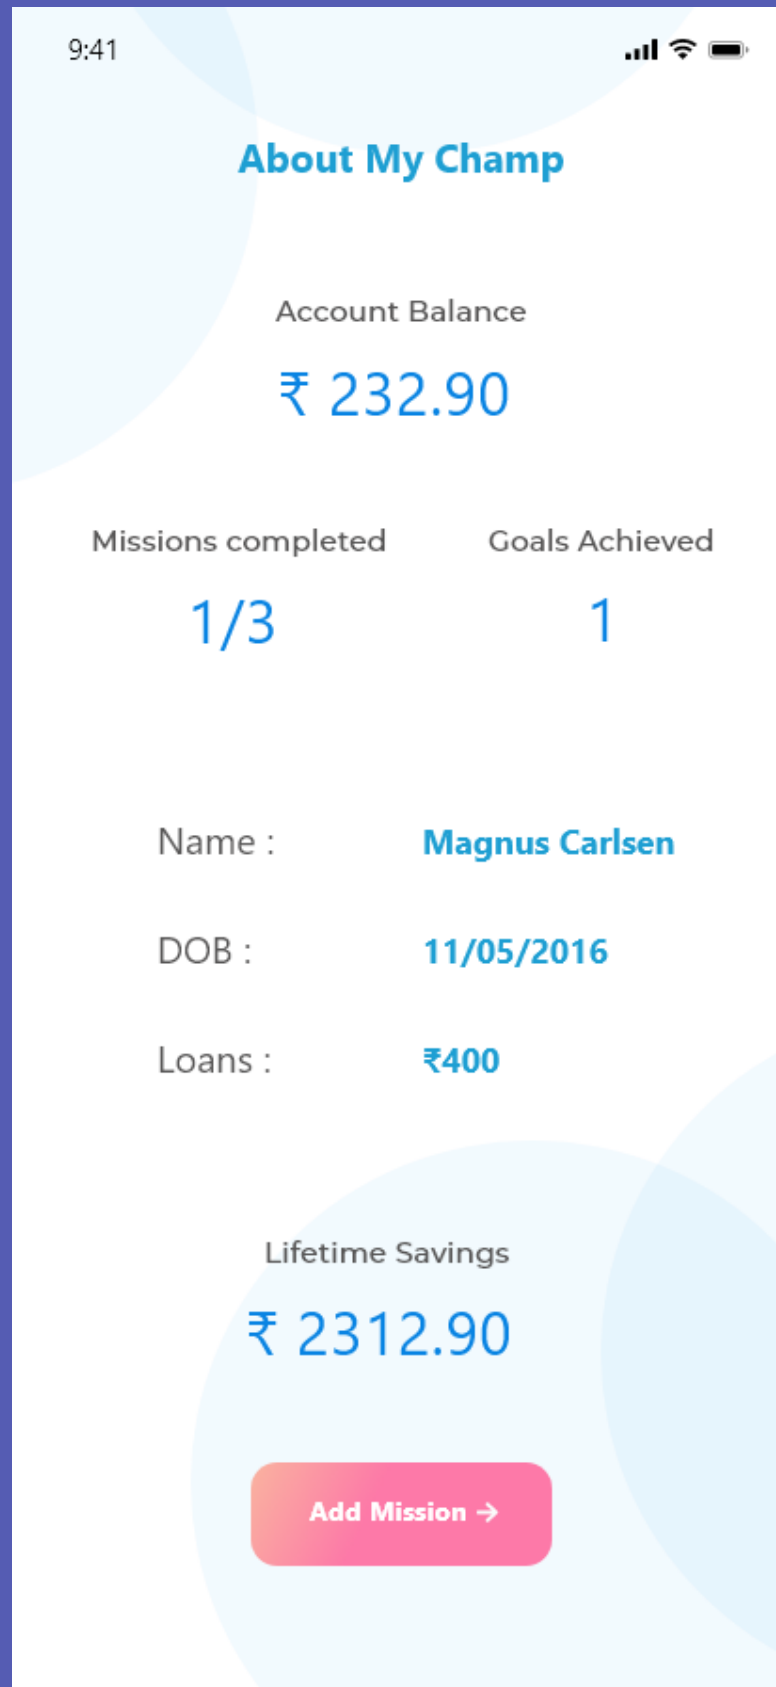 9:41
About My Champ
Account Balance
₹ 232.90
Missions completed
Goals Achieved
1/3
1
Name :
Magnus Carlsen
DOB :
11/05/2016
Loans :
₹400
Lifetime Savings
₹ 2312.90
Add Mission →